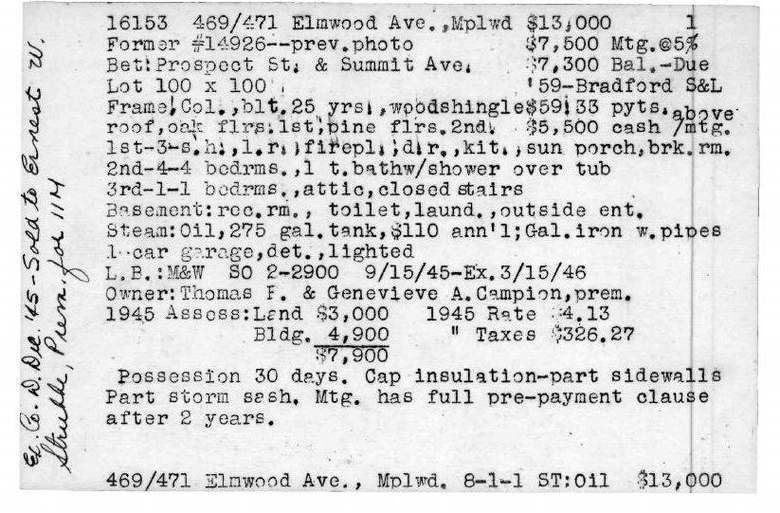 16153 469/471 Elmwood Ave.,Mplwd $13,000 1
Former #14926--prev.photo $7,500 Mtg.@5%
Bet:Prospect St. & Summit Ave. $7,300 Bal.-Due
Lot 100 x 100 '59-Bradford S&L
Frame,Col.,blt.25 yrs.,woodshingle $59.33 pyts.above
roof,oak flrs.1st,pine flrs.2nd. $5,500 cash /mtg.
1st-3-s.h.,l.r.,firepl.,d.r.,kit.,sun porch,brk.rm.
2nd-4-4 bedrms.,1 t.bathw/shower over tub
3rd-1-1 bedrms.,attic,closed stairs
Basement:rec.rm., toilet,laund.,outside ent.
Steam:Oil,275 gal.tank,$110 ann'l;Gal.iron w.pipes
1-car garage,det.,lighted
L.B.:M&W SO 2-2900 9/15/45-Ex.3/15/46
Owner:Thomas F. & Genevieve A.Campion,prem.
1945 Assess:Land $3,000 1945 Rate $4.13
Bldg. 4,900 " Taxes $326.27
$7,900
Possession 30 days. Cap insulation-part sidewalls
Part storm sash. Mtg. has full pre-payment clause
after 2 years.
469/471 Elmwood Ave., Mplwd. 8-1-1 ST:Oil $13,000
Dec. '45-Sold to Ernest W.
Prem. for 11M